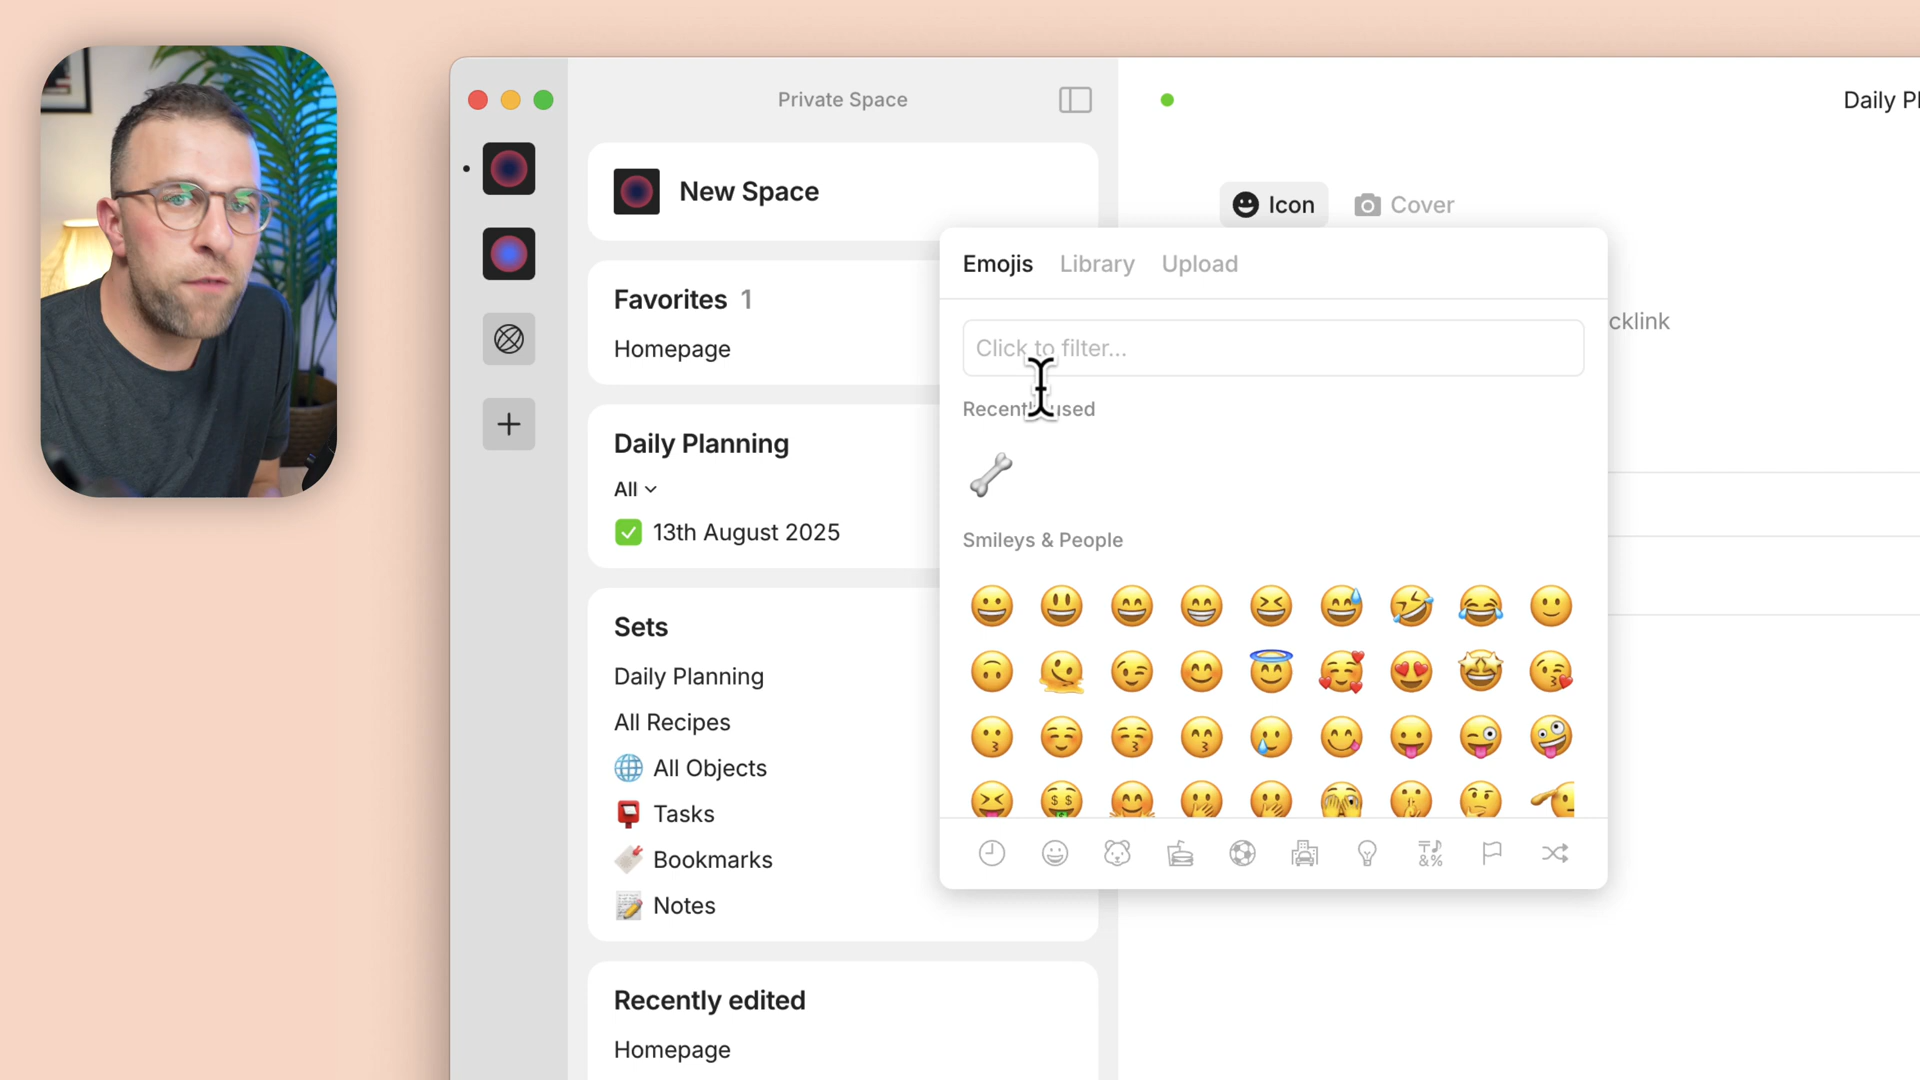 Private Space
Daily Pl
New Space
Icon
Cover
Emojis
Library
Upload
Favorites 1
Homepage
cklink
Click to filter...
Recently used
Daily Planning
All
13th August 2025
Smileys & People
Sets
Daily Planning
All Recipes
All Objects
Tasks
Bookmarks
Notes
&%
Recently edited
Homepage